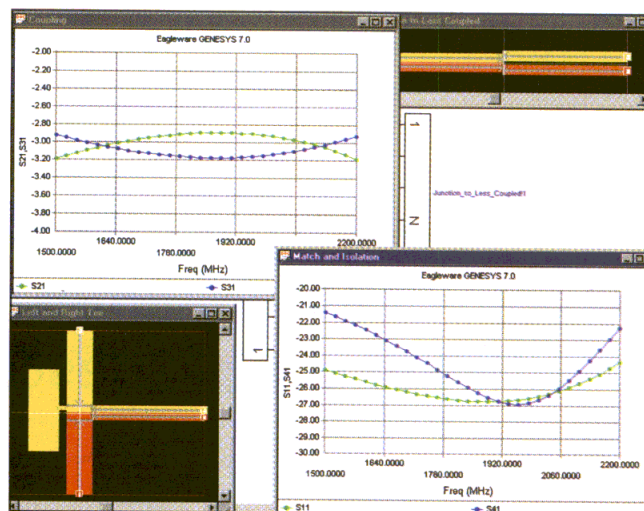 Coupling
Eagleware GENESYS 7.0
-2.00
-2.20
-2.40
-2.60
-2.80
-3.00
-3.20
-3.40
-3.60
-3.80
-4.00
S21,S31
1500.0000 1640.0000 1780.0000 1920.0000 2200.0000
Freq (MHz)
S21 S31
to Less Coupled
1
Junction_to_Less_Coupled!1
N
Match and Isolation
Eagleware GENESYS 7.0
-20.00
-21.00
-22.00
-23.00
-24.00
-25.00
-26.00
-27.00
-28.00
-29.00
-30.00
S11,S41
1500.0000 1640.0000 1780.0000 1920.0000 2060.0000 2200.0000
Freq (MHz)
S11 S41
Left and Right Tee
1